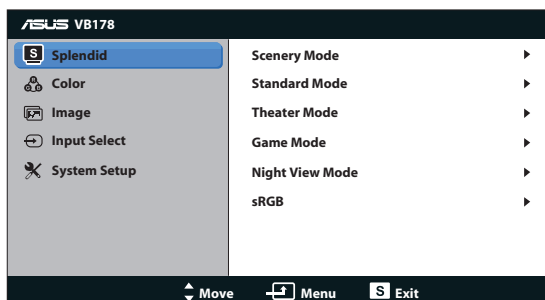 ASUS VB178
S Splendid
Color
Image
Input Select
System Setup
Scenery Mode
Standard Mode
Theater Mode
Game Mode
Night View Mode
sRGB
Move Menu S Exit